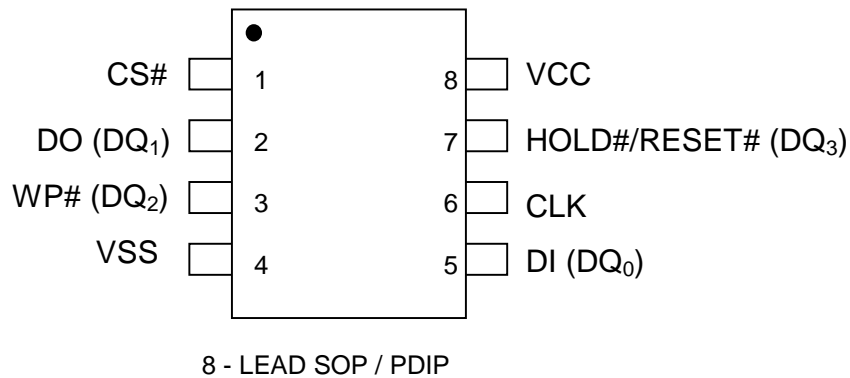 CS# 1 8 VCC
DO (DQ₁) 2 7 HOLD#/RESET# (DQ₃)
WP# (DQ₂) 3 6 CLK
VSS 4 5 DI (DQ₀)
8 - LEAD SOP / PDIP